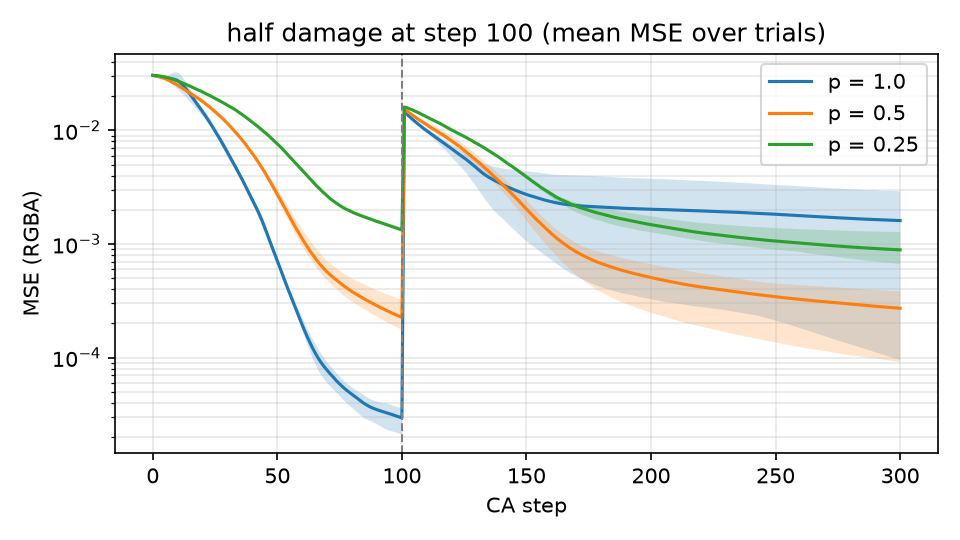 half damage at step 100 (mean MSE over trials)
p = 1.0
p = 0.5
p = 0.25
MSE (RGBA)
10⁻²
10⁻³
10⁻⁴
0 50 100 150 200 250 300
CA step